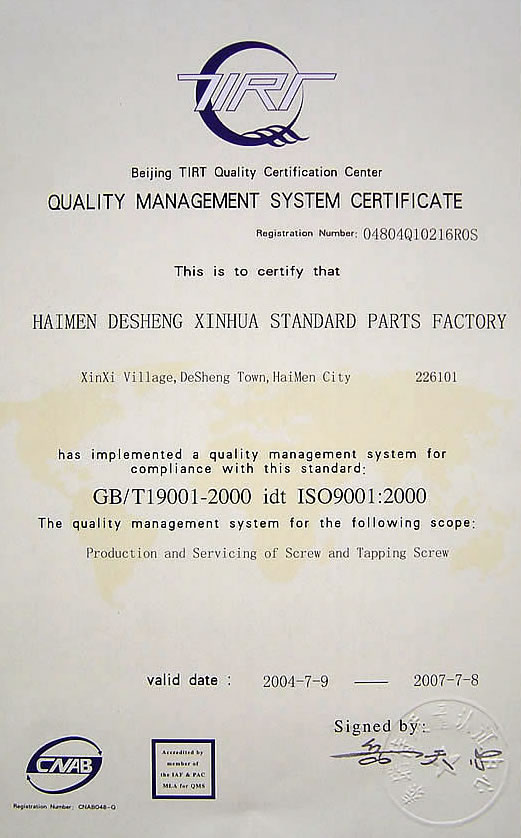 TIRT
Beijing TIRT Quality Certification Center
QUALITY MANAGEMENT SYSTEM CERTIFICATE
Registration Number: 04804Q10216R0S
This is to certify that
HAIMEN DESHENG XINHUA STANDARD PARTS FACTORY
XinXi Village,DeSheng Town,HaiMen City 226101
has implemented a quality management system for
compliance with this standard:
GB/T19001-2000 idt ISO9001:2000
The quality management system for the following scope:
Production and Servicing of Screw and Tapping Screw
valid date : 2004-7-9 —— 2007-7-8
Signed by:
CNAB
Registration Number: CNAB048-Q
Accredited by
member of
the IAF & PAC
MLA for QMS